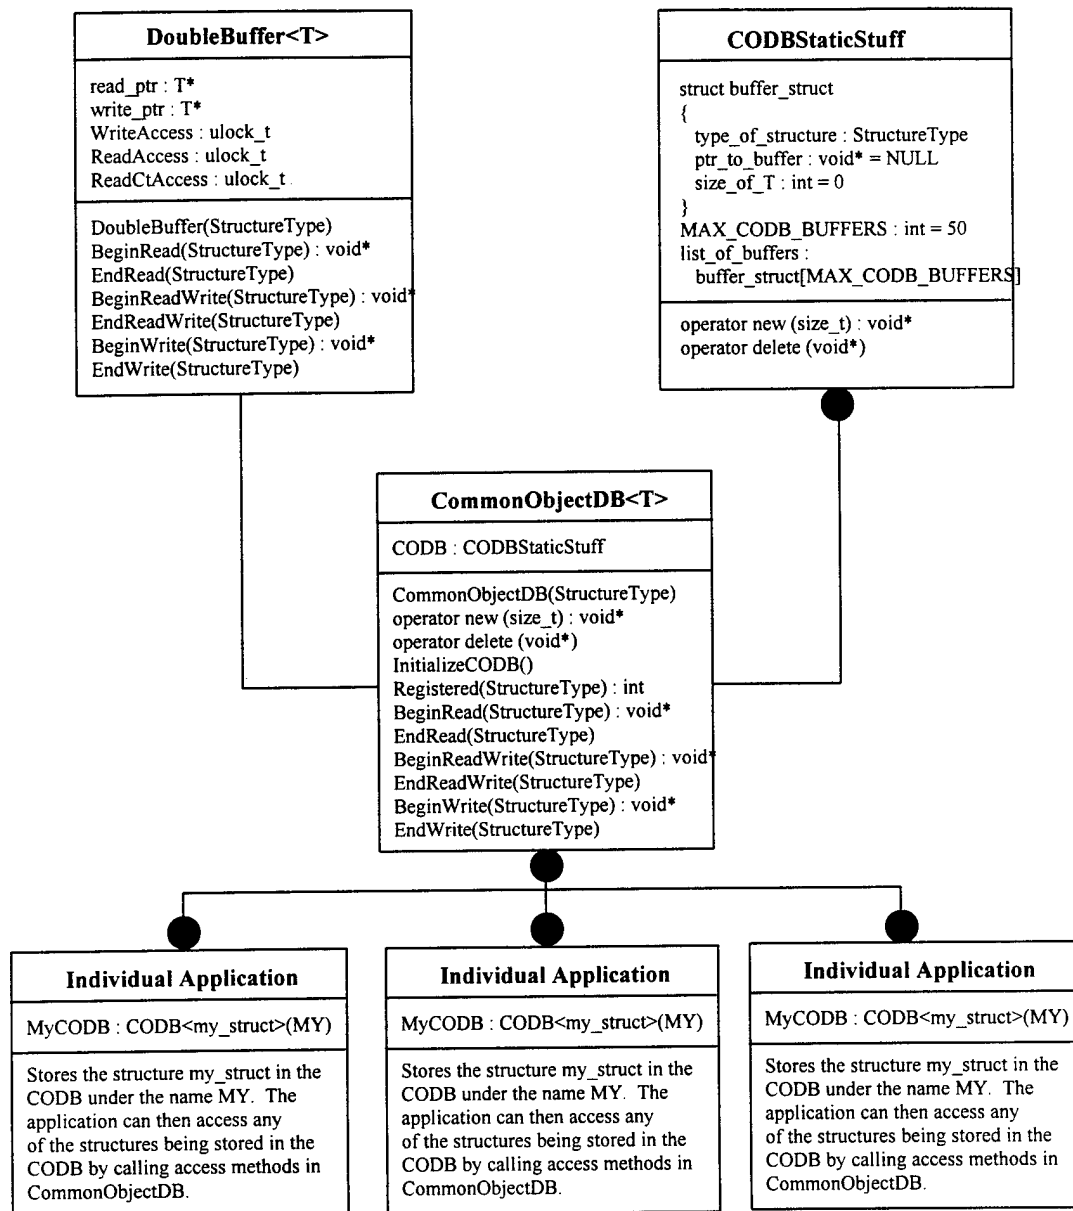 DoubleBuffer<T>
read_ptr : T*
write_ptr : T*
WriteAccess : ulock_t
ReadAccess : ulock_t
ReadCtAccess : ulock_t
DoubleBuffer(StructureType)
BeginRead(StructureType) : void*
EndRead(StructureType)
BeginReadWrite(StructureType) : void*
EndReadWrite(StructureType)
BeginWrite(StructureType) : void*
EndWrite(StructureType)
CODBStaticStuff
struct buffer_struct
{
type_of_structure : StructureType
ptr_to_buffer : void* = NULL
size_of_T : int = 0
}
MAX_CODB_BUFFERS : int = 50
list_of_buffers :
buffer_struct[MAX_CODB_BUFFERS]
operator new (size_t) : void*
operator delete (void*)
CommonObjectDB<T>
CODB : CODBStaticStuff
CommonObjectDB(StructureType)
operator new (size_t) : void*
operator delete (void*)
InitializeCODB()
Registered(StructureType) : int
BeginRead(StructureType) : void*
EndRead(StructureType)
BeginReadWrite(StructureType) : void*
EndReadWrite(StructureType)
BeginWrite(StructureType) : void*
EndWrite(StructureType)
Individual Application
MyCODB : CODB<my_struct>(MY)
Stores the structure my_struct in the
CODB under the name MY. The
application can then access any
of the structures being stored in the
CODB by calling access methods in
CommonObjectDB.
Individual Application
MyCODB : CODB<my_struct>(MY)
Stores the structure my_struct in the
CODB under the name MY. The
application can then access any
of the structures being stored in the
CODB by calling access methods in
CommonObjectDB.
Individual Application
MyCODB : CODB<my_struct>(MY)
Stores the structure my_struct in the
CODB under the name MY. The
application can then access any
of the structures being stored in the
CODB by calling access methods in
CommonObjectDB.